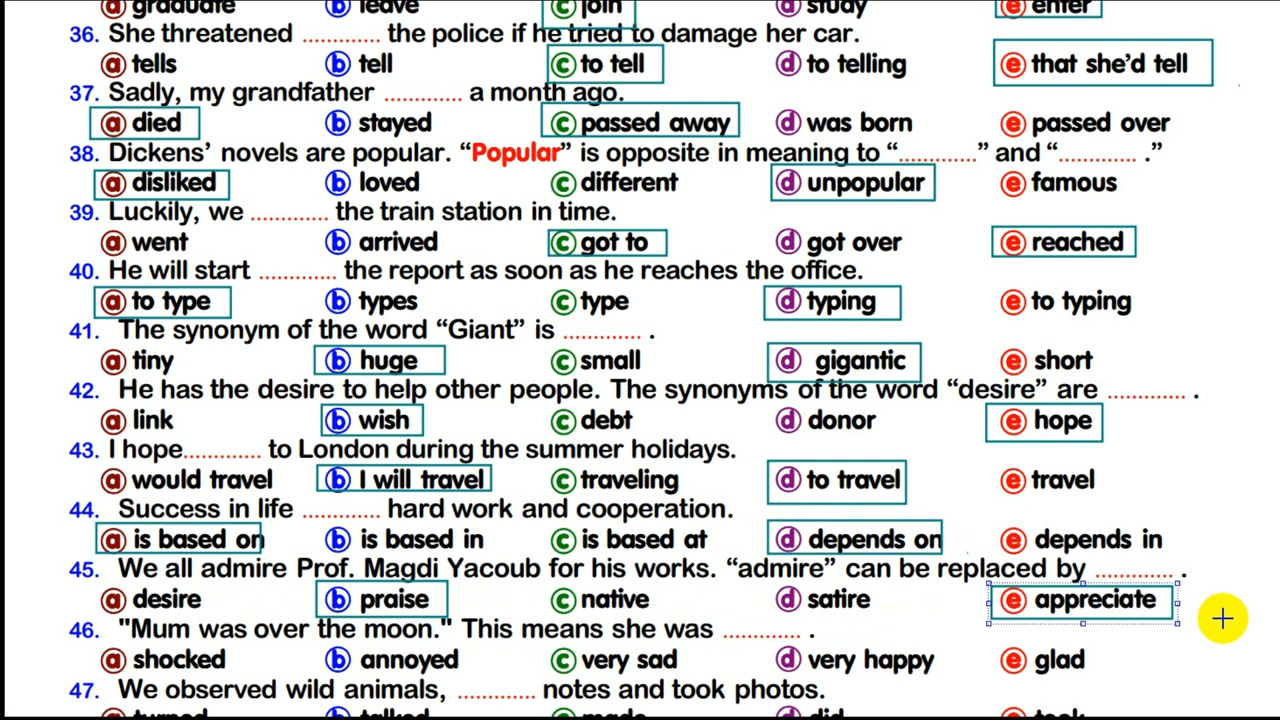 a graduate b leave c join d study e enter
36. She threatened ............ the police if he tried to damage her car.
a tells b tell c to tell d to telling e that she'd tell
37. Sadly, my grandfather ............ a month ago.
a died b stayed c passed away d was born e passed over
38. Dickens' novels are popular. “Popular” is opposite in meaning to “............” and “............ .”
a disliked b loved c different d unpopular e famous
39. Luckily, we ............ the train station in time.
a went b arrived c got to d got over e reached
40. He will start ............ the report as soon as he reaches the office.
a to type b types c type d typing e to typing
41. The synonym of the word “Giant” is ............ .
a tiny b huge c small d gigantic e short
42. He has the desire to help other people. The synonyms of the word “desire” are ............ .
a link b wish c debt d donor e hope
43. I hope............ to London during the summer holidays.
a would travel b I will travel c traveling d to travel e travel
44. Success in life ............ hard work and cooperation.
a is based on b is based in c is based at d depends on e depends in
45. We all admire Prof. Magdi Yacoub for his works. “admire” can be replaced by ............ .
a desire b praise c native d satire e appreciate
46. "Mum was over the moon." This means she was ............ .
a shocked b annoyed c very sad d very happy e glad
47. We observed wild animals, ............ notes and took photos.
a turned b talked c made d did e took